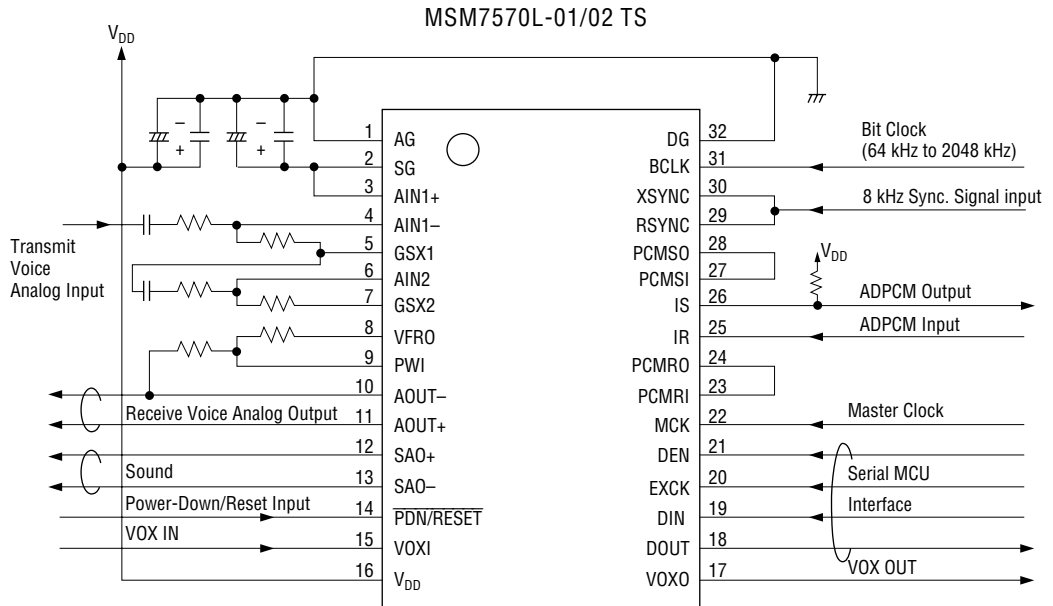 MSM7570L-01/02 TS
VDD
– + – +
1 AG
2 SG
3 AIN1+
4 AIN1–
5 GSX1
6 AIN2
7 GSX2
8 VFRO
9 PWI
10 AOUT–
11 AOUT+
12 SAO+
13 SAO–
14 PDN/RESET
15 VOXI
16 VDD
Transmit
Voice
Analog Input
Receive Voice Analog Output
Sound
Power-Down/Reset Input
VOX IN
DG 32
BCLK 31
XSYNC 30
RSYNC 29
PCMSO 28
PCMSI 27
IS 26
IR 25
PCMRO 24
PCMRI 23
MCK 22
DEN 21
EXCK 20
DIN 19
DOUT 18
VOXO 17
Bit Clock
(64 kHz to 2048 kHz)
8 kHz Sync. Signal input
VDD
ADPCM Output
ADPCM Input
Master Clock
Serial MCU
Interface
VOX OUT